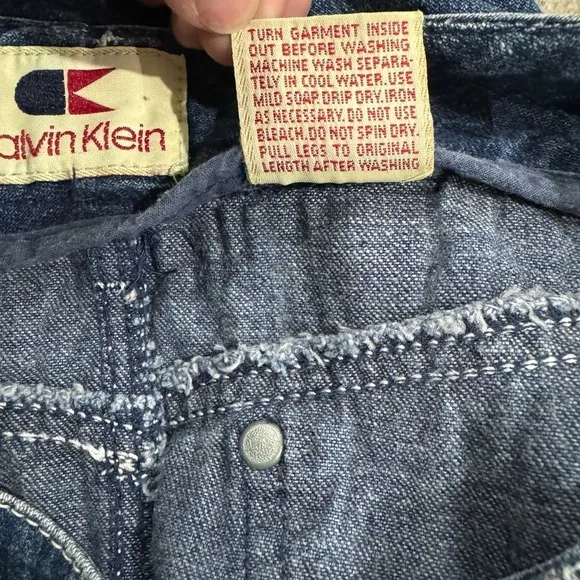 alvin Klein
TURN GARMENT INSIDE
OUT BEFORE WASHING
MACHINE WASH SEPARA-
TELY IN COOL WATER. USE
MILD SOAP. DRIP DRY. IRON
AS NECESSARY. DO NOT USE
BLEACH. DO NOT SPIN DRY.
PULL LEGS TO ORIGINAL
LENGTH AFTER WASHING